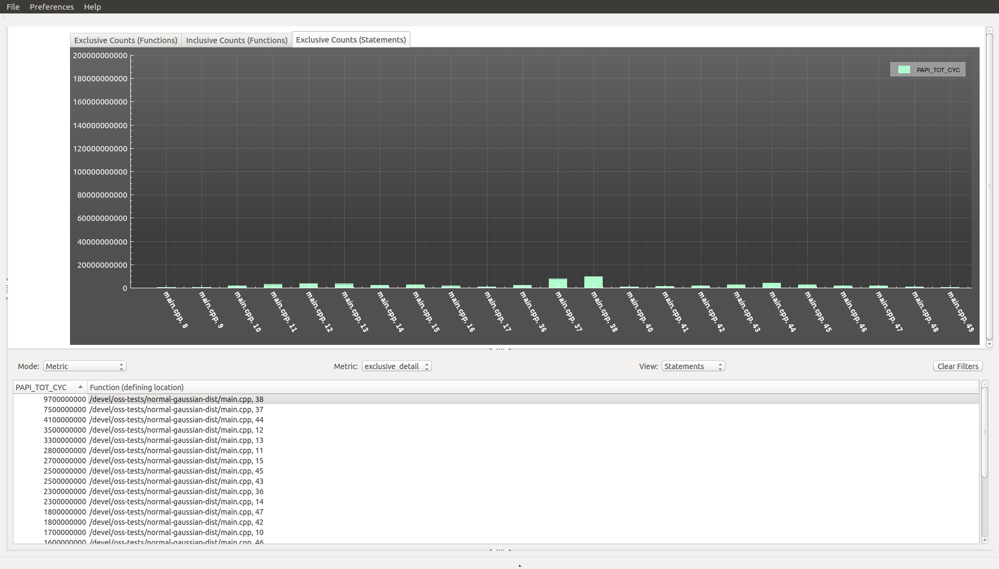 File Preferences Help
Exclusive Counts (Functions) Inclusive Counts (Functions) Exclusive Counts (Statements)
200000000000
180000000000
160000000000
140000000000
120000000000
100000000000
80000000000
60000000000
40000000000
20000000000
0
PAPI_TOT_CYC
main.cpp, 8
main.cpp, 9
main.cpp, 10
main.cpp, 11
main.cpp, 12
main.cpp, 13
main.cpp, 14
main.cpp, 15
main.cpp, 16
main.cpp, 17
main.cpp, 36
main.cpp, 37
main.cpp, 38
main.cpp, 40
main.cpp, 41
main.cpp, 42
main.cpp, 43
main.cpp, 44
main.cpp, 45
main.cpp, 46
main.cpp, 47
main.cpp, 48
main.cpp, 49
Mode: Metric Metric: exclusive_detail View: Statements Clear Filters
PAPI_TOT_CYC Function (defining location)
9700000000 /devel/oss-tests/normal-gaussian-dist/main.cpp, 38
7500000000 /devel/oss-tests/normal-gaussian-dist/main.cpp, 37
4100000000 /devel/oss-tests/normal-gaussian-dist/main.cpp, 44
3500000000 /devel/oss-tests/normal-gaussian-dist/main.cpp, 12
3300000000 /devel/oss-tests/normal-gaussian-dist/main.cpp, 13
2800000000 /devel/oss-tests/normal-gaussian-dist/main.cpp, 11
2700000000 /devel/oss-tests/normal-gaussian-dist/main.cpp, 15
2500000000 /devel/oss-tests/normal-gaussian-dist/main.cpp, 45
2500000000 /devel/oss-tests/normal-gaussian-dist/main.cpp, 43
2300000000 /devel/oss-tests/normal-gaussian-dist/main.cpp, 36
2300000000 /devel/oss-tests/normal-gaussian-dist/main.cpp, 14
1800000000 /devel/oss-tests/normal-gaussian-dist/main.cpp, 47
1800000000 /devel/oss-tests/normal-gaussian-dist/main.cpp, 42
1700000000 /devel/oss-tests/normal-gaussian-dist/main.cpp, 10
1600000000 /devel/oss-tests/normal-gaussian-dist/main.cpp, 46